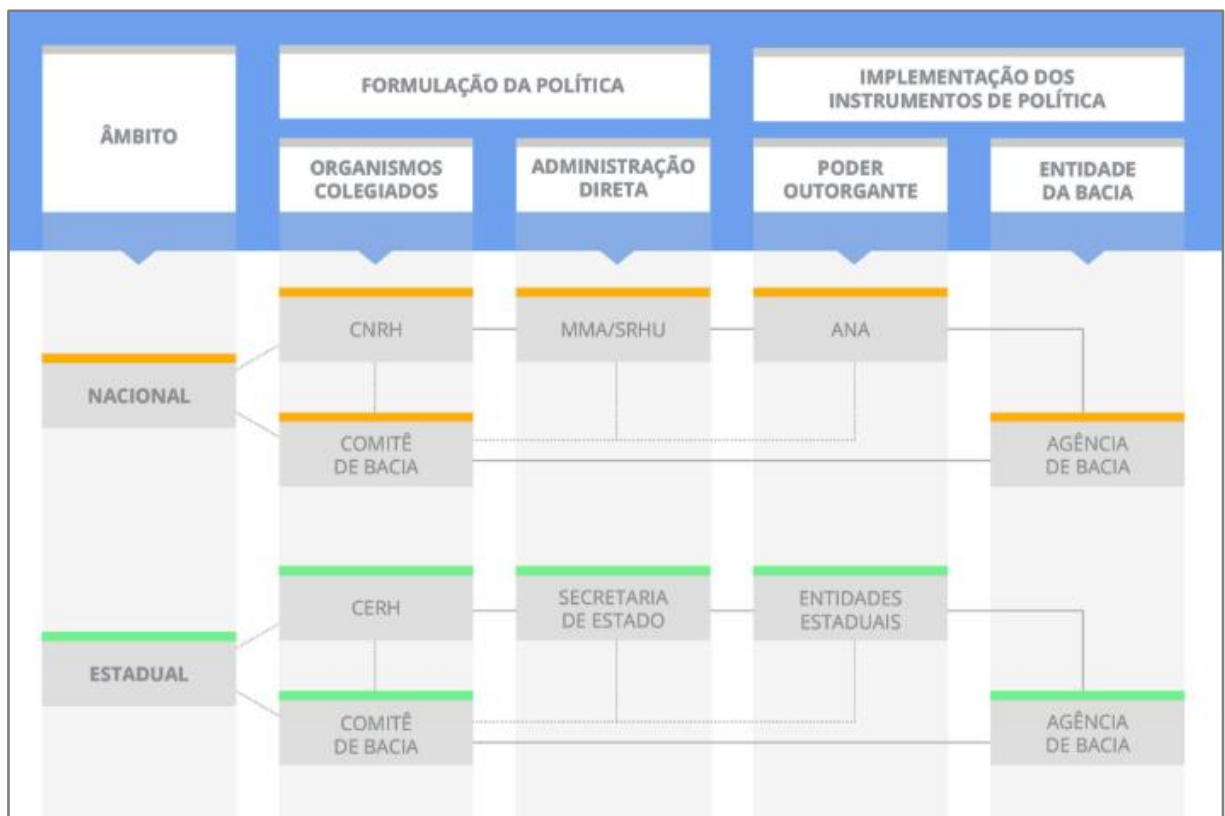 ÂMBITO
FORMULAÇÃO DA POLÍTICA
IMPLEMENTAÇÃO DOS
INSTRUMENTOS DE POLÍTICA
ORGANISMOS
COLEGIADOS
ADMINISTRAÇÃO
DIRETA
PODER
OUTORGANTE
ENTIDADE
DA BACIA
NACIONAL
CNRH
MMA/SRHU
ANA
COMITÊ
DE BACIA
AGÊNCIA
DE BACIA
ESTADUAL
CERH
SECRETARIA
DE ESTADO
ENTIDADES
ESTADUAIS
COMITÊ
DE BACIA
AGÊNCIA
DE BACIA